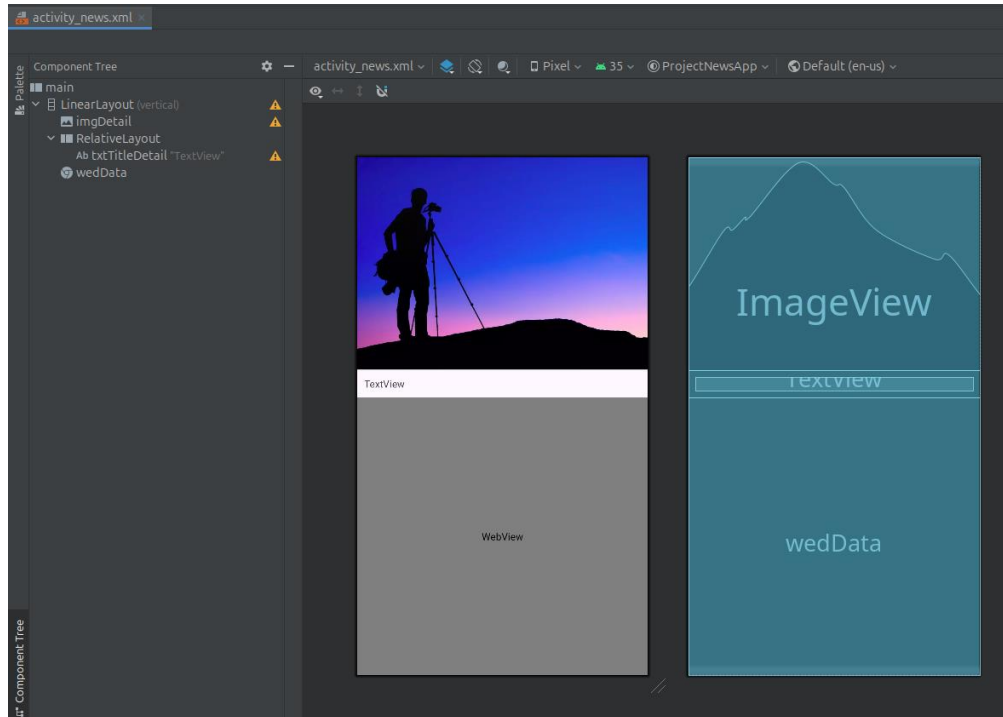 activity_news.xml
Palette
Component Tree
activity_news.xml
Pixel
35
ProjectNewsApp
Default (en-us)
main
LinearLayout (vertical)
imgDetail
RelativeLayout
Ab txtTitleDetail "TextView"
wedData
TextView
WebView
ImageView
TextView
wedData
Component Tree